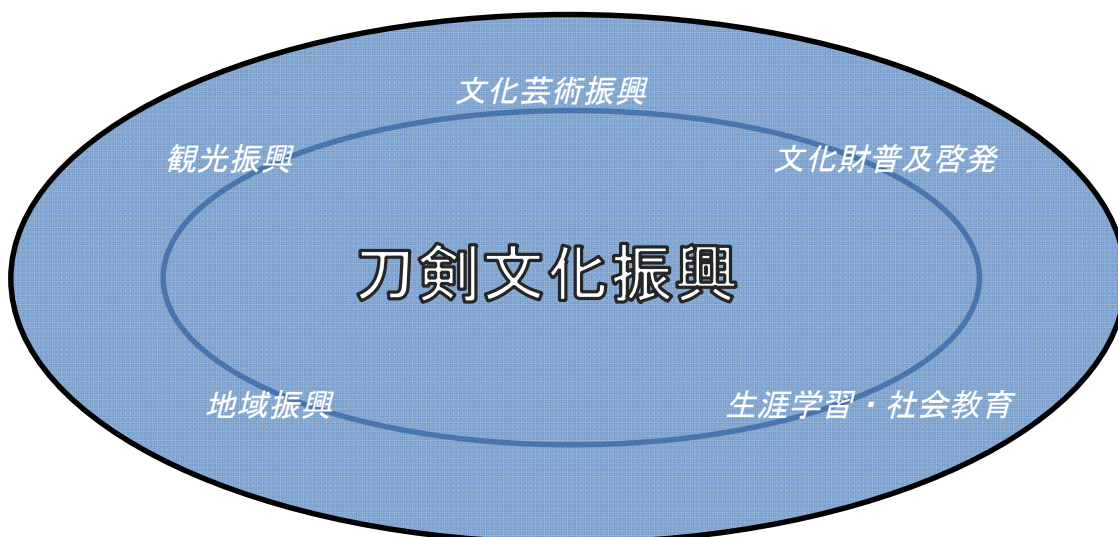 文化芸術振興
観光振興
文化財普及啓発
刀剣文化振興
地域振興
生涯学習・社会教育